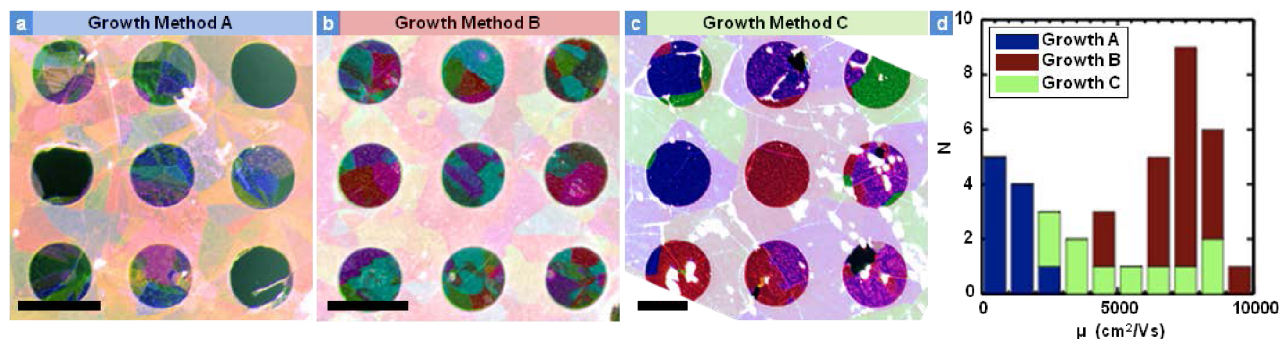 a Growth Method A
b Growth Method B
c Growth Method C
d
10
8
6
4
2
0
N
Growth A
Growth B
Growth C
0 5000 10000
μ (cm²/Vs)